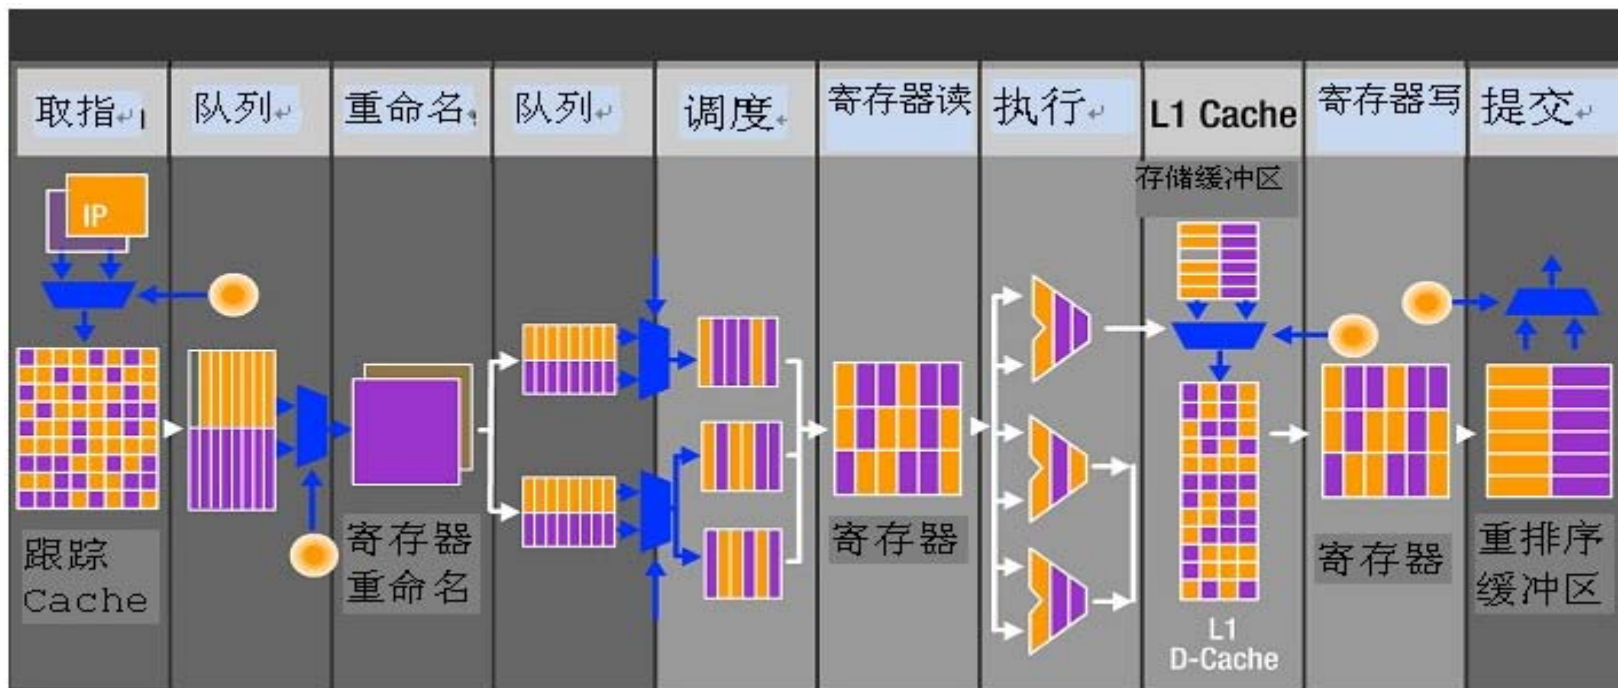 取指
队列
重命名
队列
调度
寄存器读
执行
L1 Cache
寄存器写
提交
IP
存储缓冲区
跟踪
Cache
寄存器
重命名
寄存器
L1
D-Cache
寄存器
重排序
缓冲区